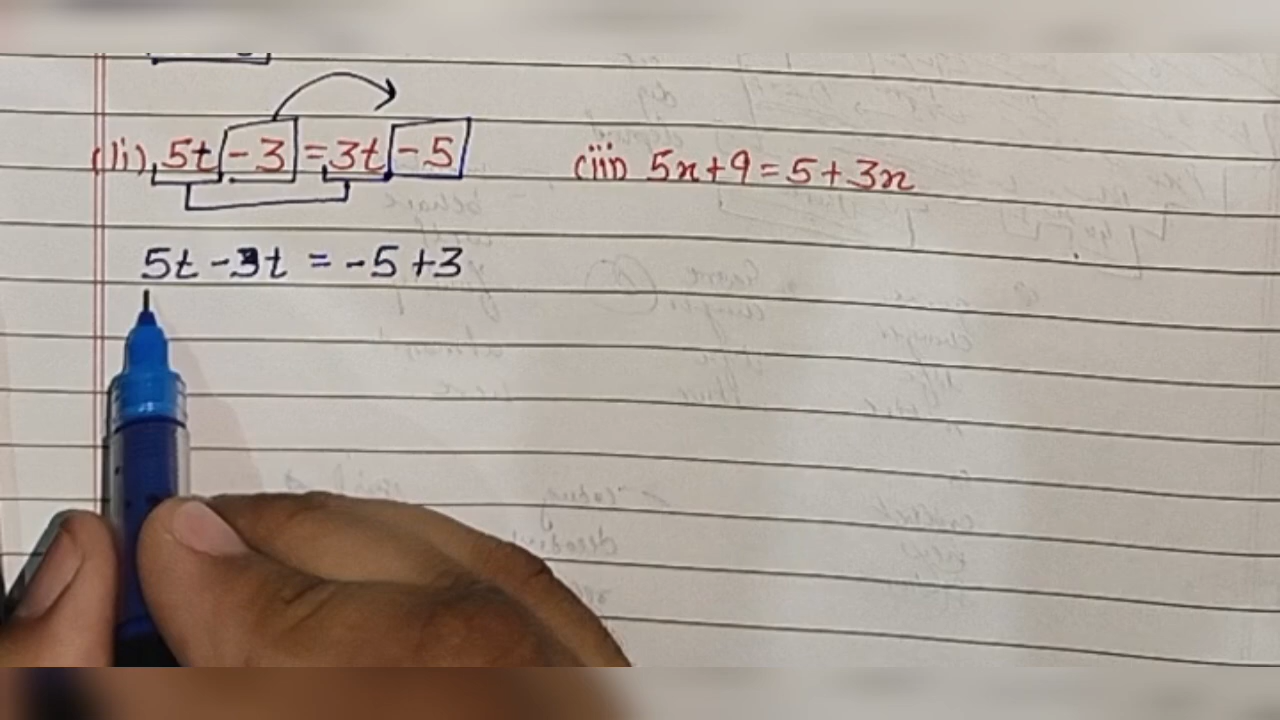 (ii) 5t - 3 = 3t - 5
(iii) 5x + 9 = 5 + 3x
5t - 3t = -5 + 3